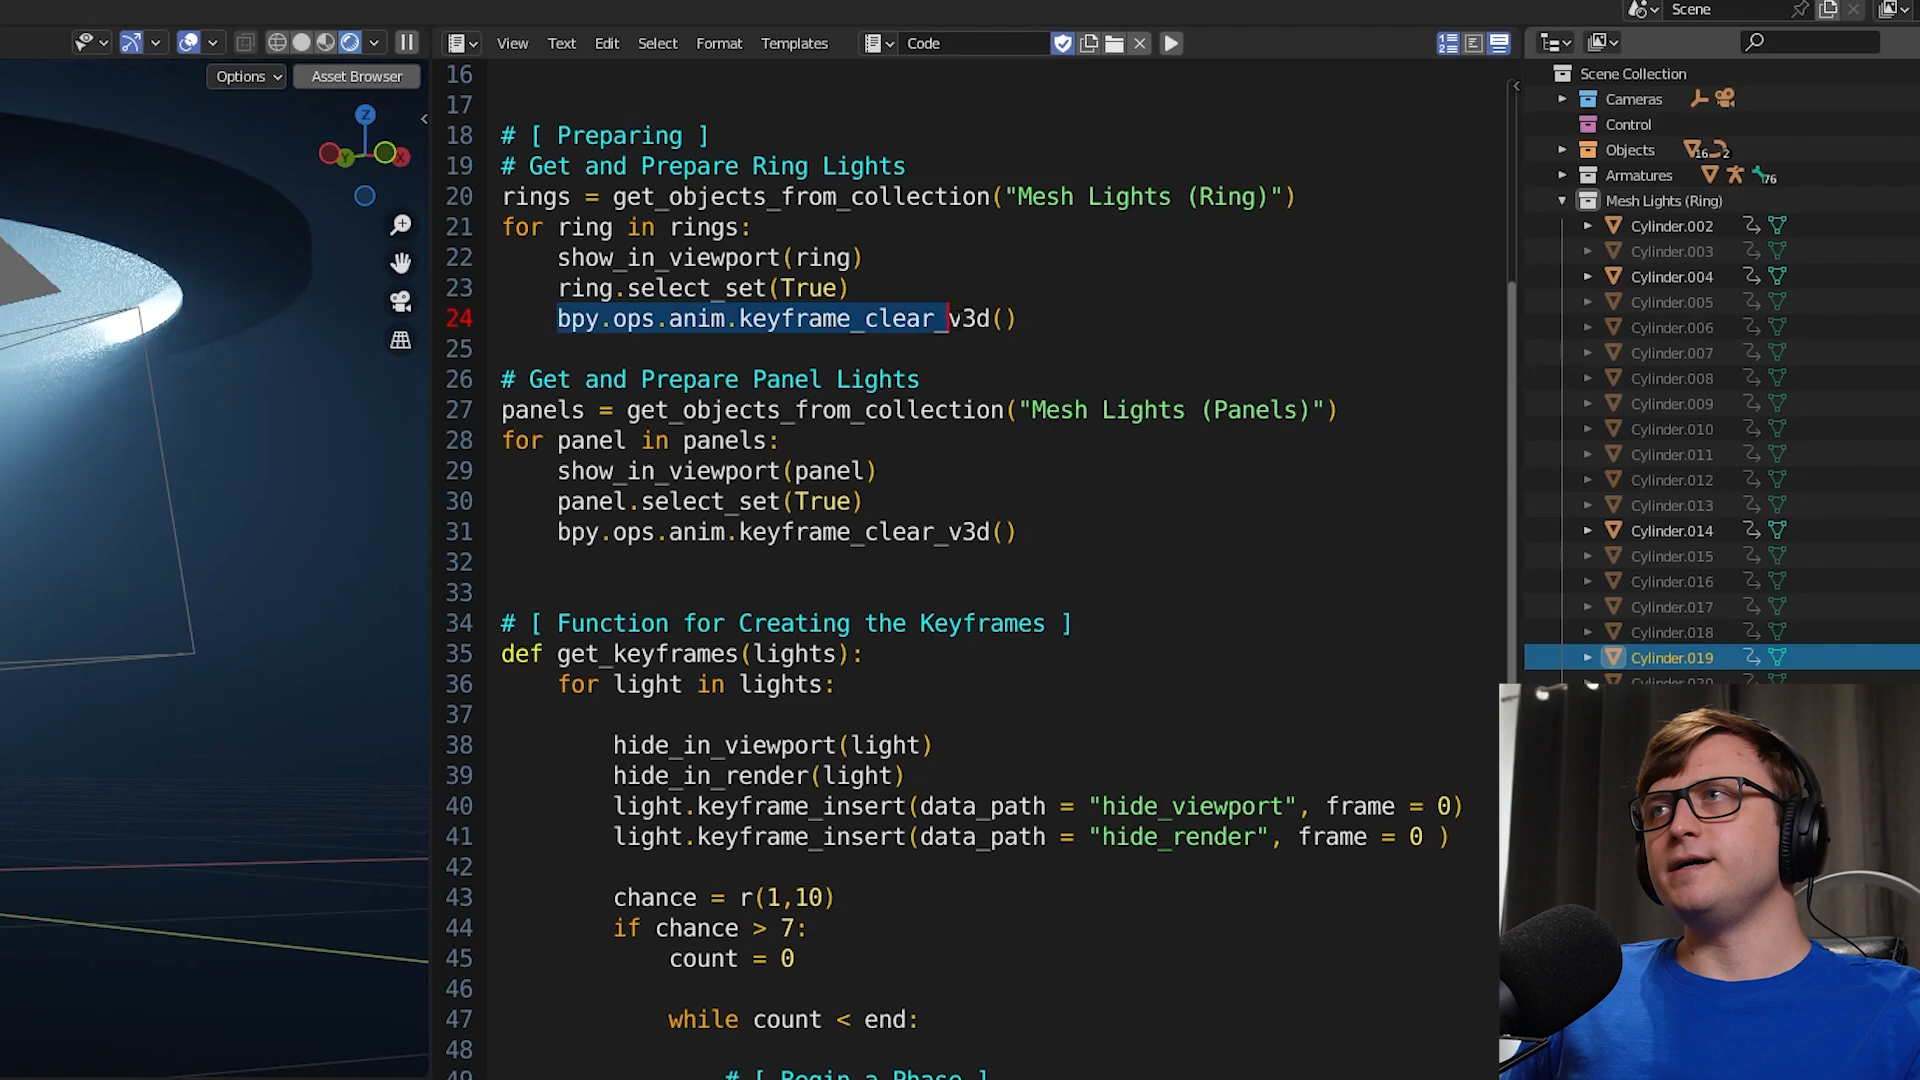 Scene
View Text Edit Select Format Templates Code
Options Asset Browser
Z
Y X
16
17
18 # [ Preparing ]
19 # Get and Prepare Ring Lights
20 rings = get_objects_from_collection("Mesh Lights (Ring)")
21 for ring in rings:
22 show_in_viewport(ring)
23 ring.select_set(True)
24 bpy.ops.anim.keyframe_clear_v3d()
25
26 # Get and Prepare Panel Lights
27 panels = get_objects_from_collection("Mesh Lights (Panels)")
28 for panel in panels:
29 show_in_viewport(panel)
30 panel.select_set(True)
31 bpy.ops.anim.keyframe_clear_v3d()
32
33
34 # [ Function for Creating the Keyframes ]
35 def get_keyframes(lights):
36 for light in lights:
37
38 hide_in_viewport(light)
39 hide_in_render(light)
40 light.keyframe_insert(data_path = "hide_viewport", frame = 0)
41 light.keyframe_insert(data_path = "hide_render", frame = 0 )
42
43 chance = r(1,10)
44 if chance > 7:
45 count = 0
46
47 while count < end:
48
49 # [ Begin a Phase ]
Scene Collection
Cameras
Control
Objects 16 2
Armatures 76
Mesh Lights (Ring)
Cylinder.002
Cylinder.003
Cylinder.004
Cylinder.005
Cylinder.006
Cylinder.007
Cylinder.008
Cylinder.009
Cylinder.010
Cylinder.011
Cylinder.012
Cylinder.013
Cylinder.014
Cylinder.015
Cylinder.016
Cylinder.017
Cylinder.018
Cylinder.019
Cylinder.020